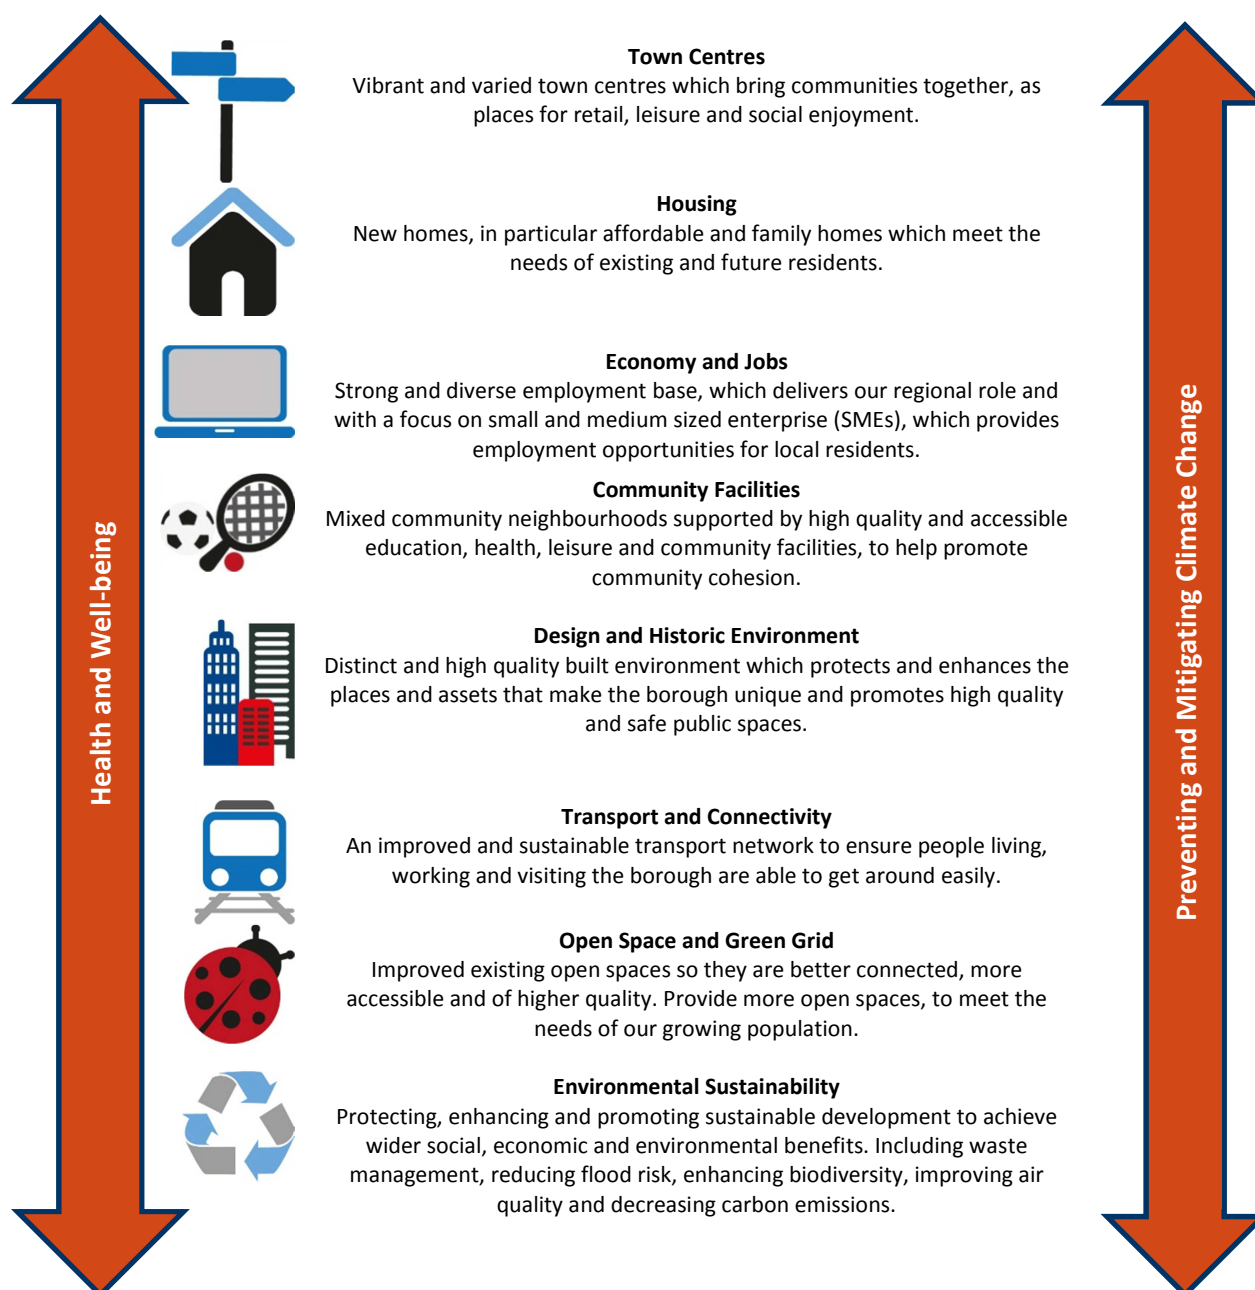 Town Centres
Vibrant and varied town centres which bring communities together, as
places for retail, leisure and social enjoyment.
Housing
New homes, in particular affordable and family homes which meet the
needs of existing and future residents.
Economy and Jobs
Strong and diverse employment base, which delivers our regional role and
with a focus on small and medium sized enterprise (SMEs), which provides
employment opportunities for local residents.
Community Facilities
Mixed community neighbourhoods supported by high quality and accessible
education, health, leisure and community facilities, to help promote
community cohesion.
Design and Historic Environment
Distinct and high quality built environment which protects and enhances the
places and assets that make the borough unique and promotes high quality
and safe public spaces.
Transport and Connectivity
An improved and sustainable transport network to ensure people living,
working and visiting the borough are able to get around easily.
Open Space and Green Grid
Improved existing open spaces so they are better connected, more
accessible and of higher quality. Provide more open spaces, to meet the
needs of our growing population.
Environmental Sustainability
Protecting, enhancing and promoting sustainable development to achieve
wider social, economic and environmental benefits. Including waste
management, reducing flood risk, enhancing biodiversity, improving air
quality and decreasing carbon emissions.
Health and Well-being
Preventing and Mitigating Climate Change